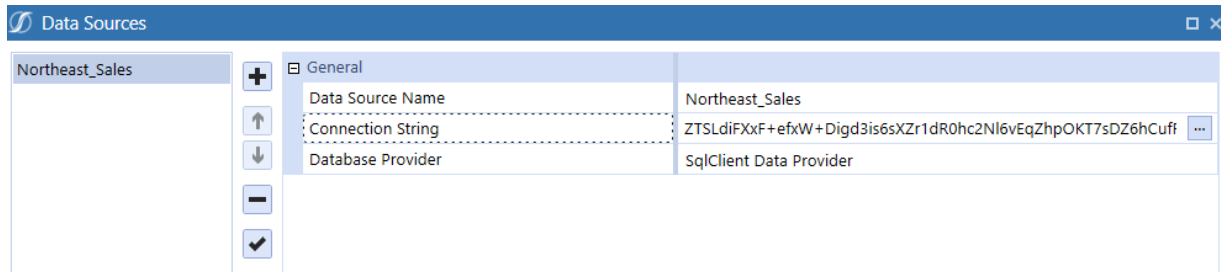 Data Sources
Northeast_Sales
General
Data Source Name
Northeast_Sales
Connection String
ZTSLdiFXxF+efxW+Digd3is6sXZr1dR0hc2Nl6vEqZhpOKT7sDZ6hCuff
...
Database Provider
SqlClient Data Provider